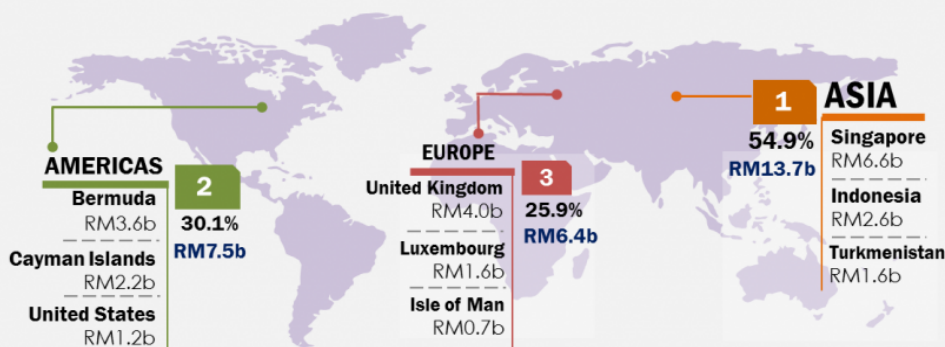 AMERICAS
2
30.1%
RM7.5b
Bermuda
RM3.6b
Cayman Islands
RM2.2b
United States
RM1.2b
EUROPE
3
25.9%
RM6.4b
United Kingdom
RM4.0b
Luxembourg
RM1.6b
Isle of Man
RM0.7b
1
ASIA
54.9%
RM13.7b
Singapore
RM6.6b
Indonesia
RM2.6b
Turkmenistan
RM1.6b